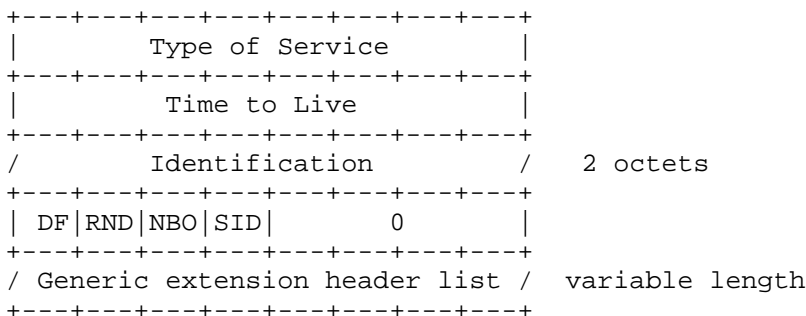 +---+---+---+---+---+---+---+---+
|         Type of Service       |
+---+---+---+---+---+---+---+---+
|          Time to Live         |
+---+---+---+---+---+---+---+---+
/         Identification        /   2 octets
+---+---+---+---+---+---+---+---+
| DF|RND|NBO|SID|       0       |
+---+---+---+---+---+---+---+---+
/ Generic extension header list /  variable length
+---+---+---+---+---+---+---+---+